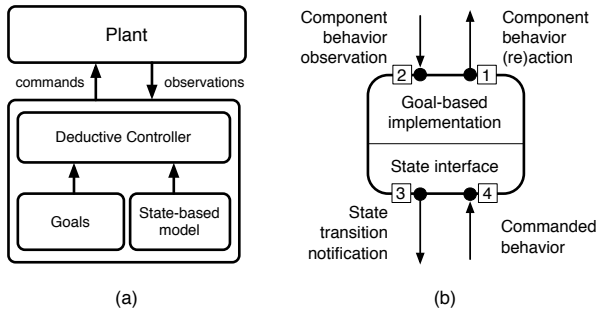 Plant
commands
observations
Deductive Controller
Goals
State-based
model
(a)
Component
behavior
observation
Component
behavior
(re)action
2
1
Goal-based
implementation
State interface
3
4
State
transition
notification
Commanded
behavior
(b)